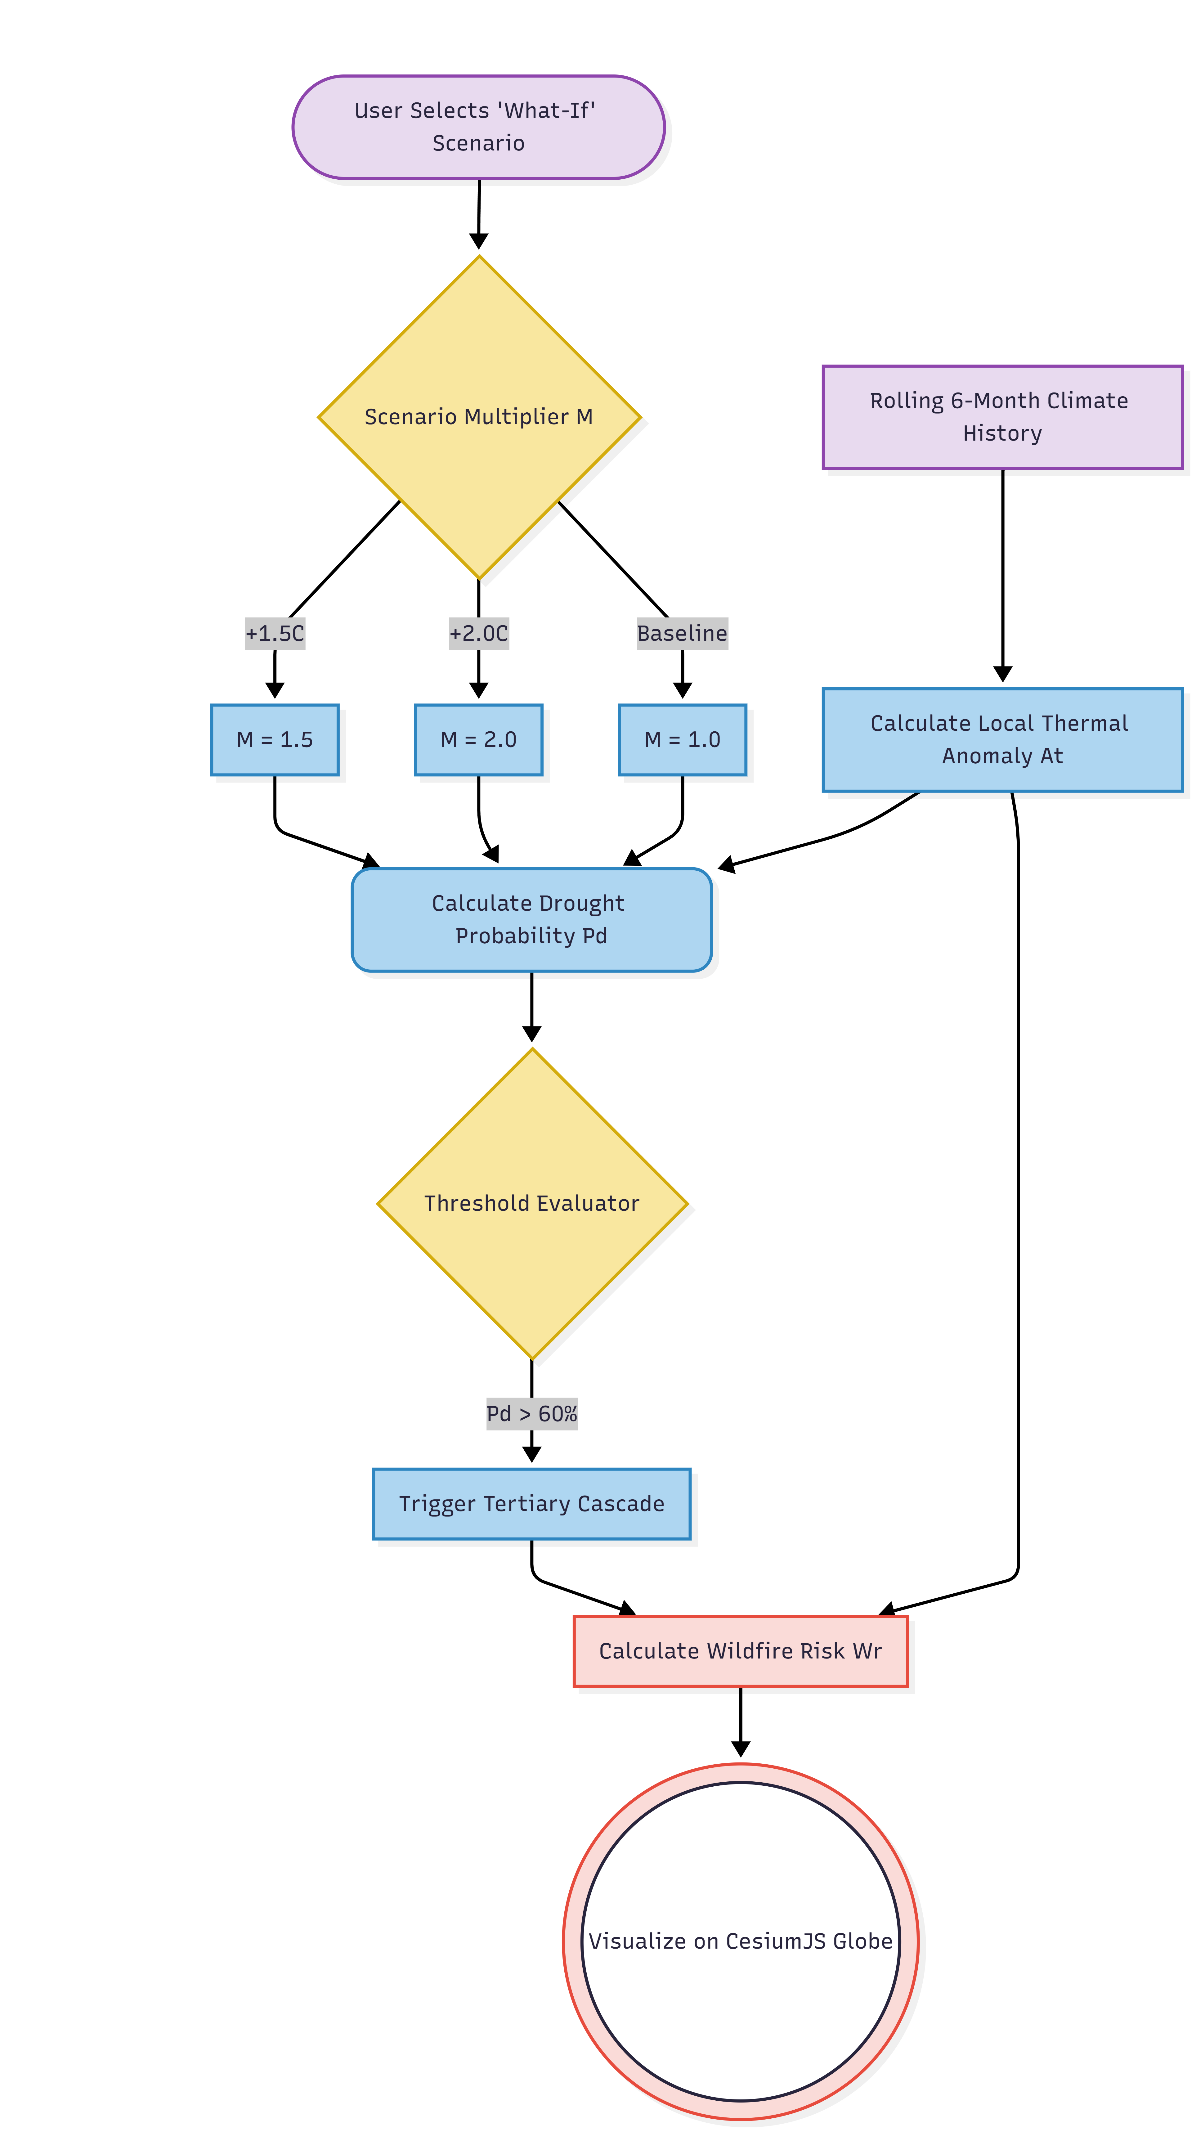 User Selects 'What-If'
Scenario
Scenario Multiplier M
Rolling 6-Month Climate
History
+1.5C
+2.0C
Baseline
M = 1.5
M = 2.0
M = 1.0
Calculate Local Thermal
Anomaly At
Calculate Drought
Probability Pd
Threshold Evaluator
Pd > 60%
Trigger Tertiary Cascade
Calculate Wildfire Risk Wr
Visualize on CesiumJS Globe